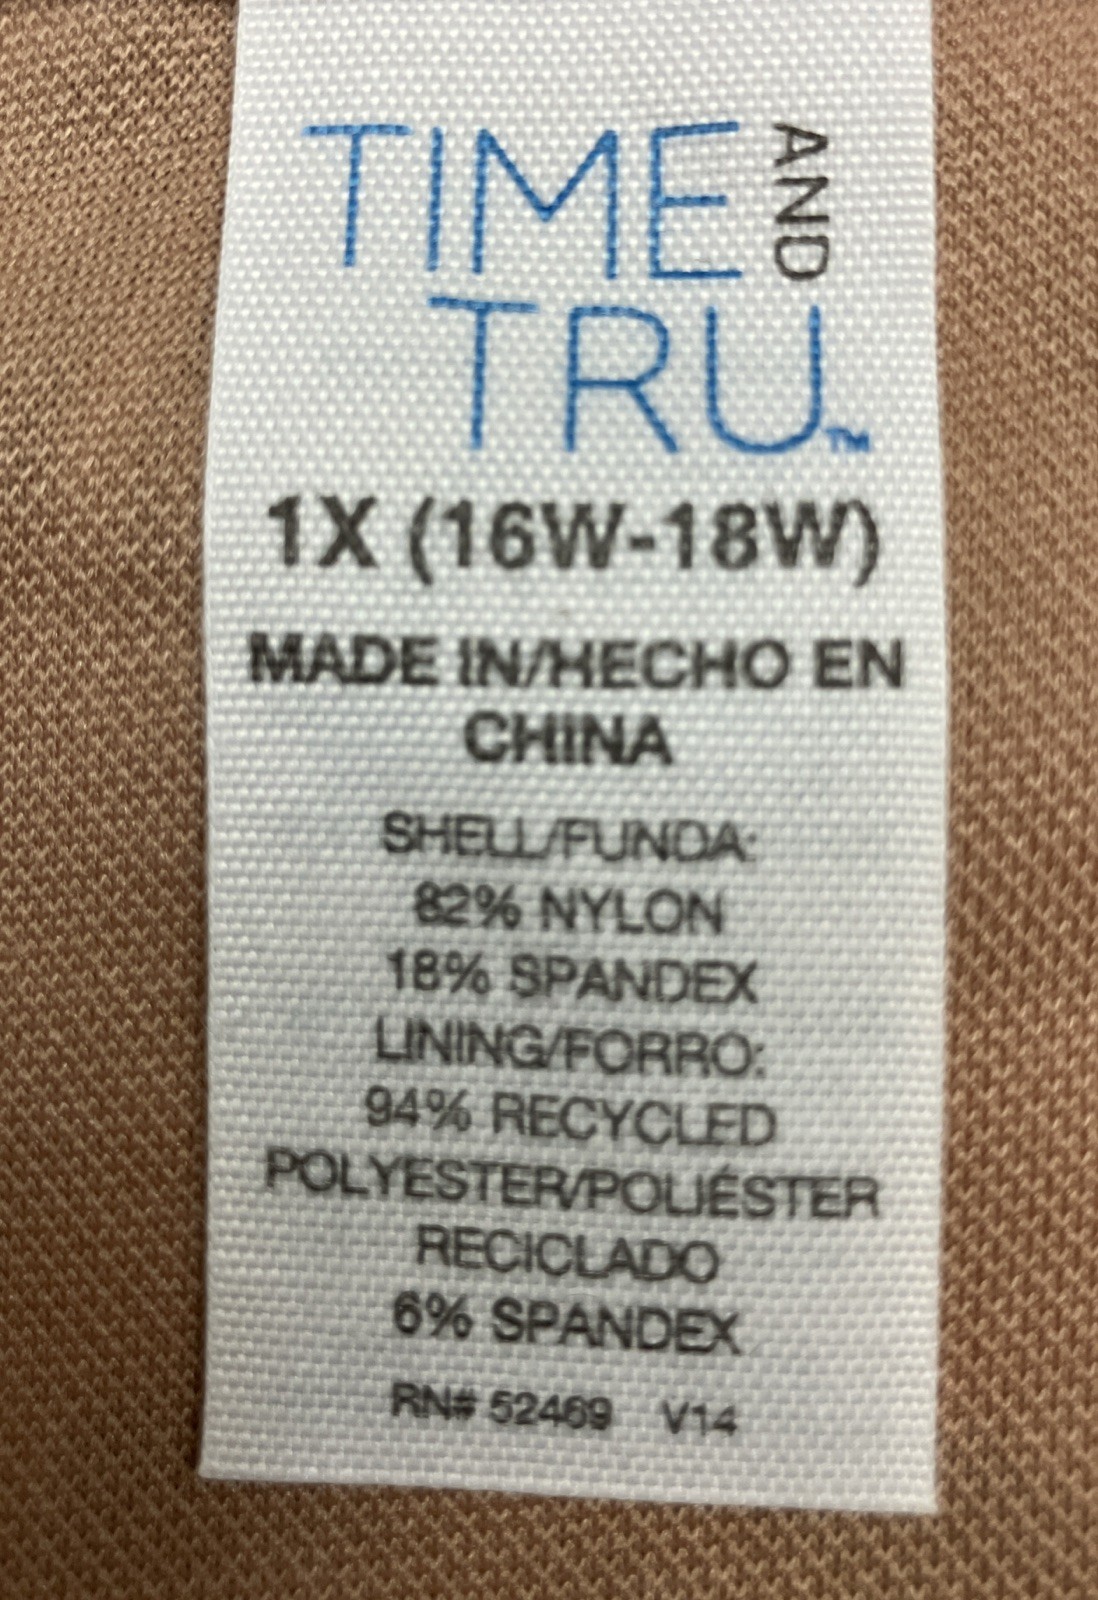 TIME AND
TRU™
1X (16W-18W)
MADE IN/HECHO EN
CHINA
SHELL/FUNDA:
82% NYLON
18% SPANDEX
LINING/FORRO:
94% RECYCLED
POLYESTER/POLIÉSTER
RECICLADO
6% SPANDEX
RN# 52469 V14